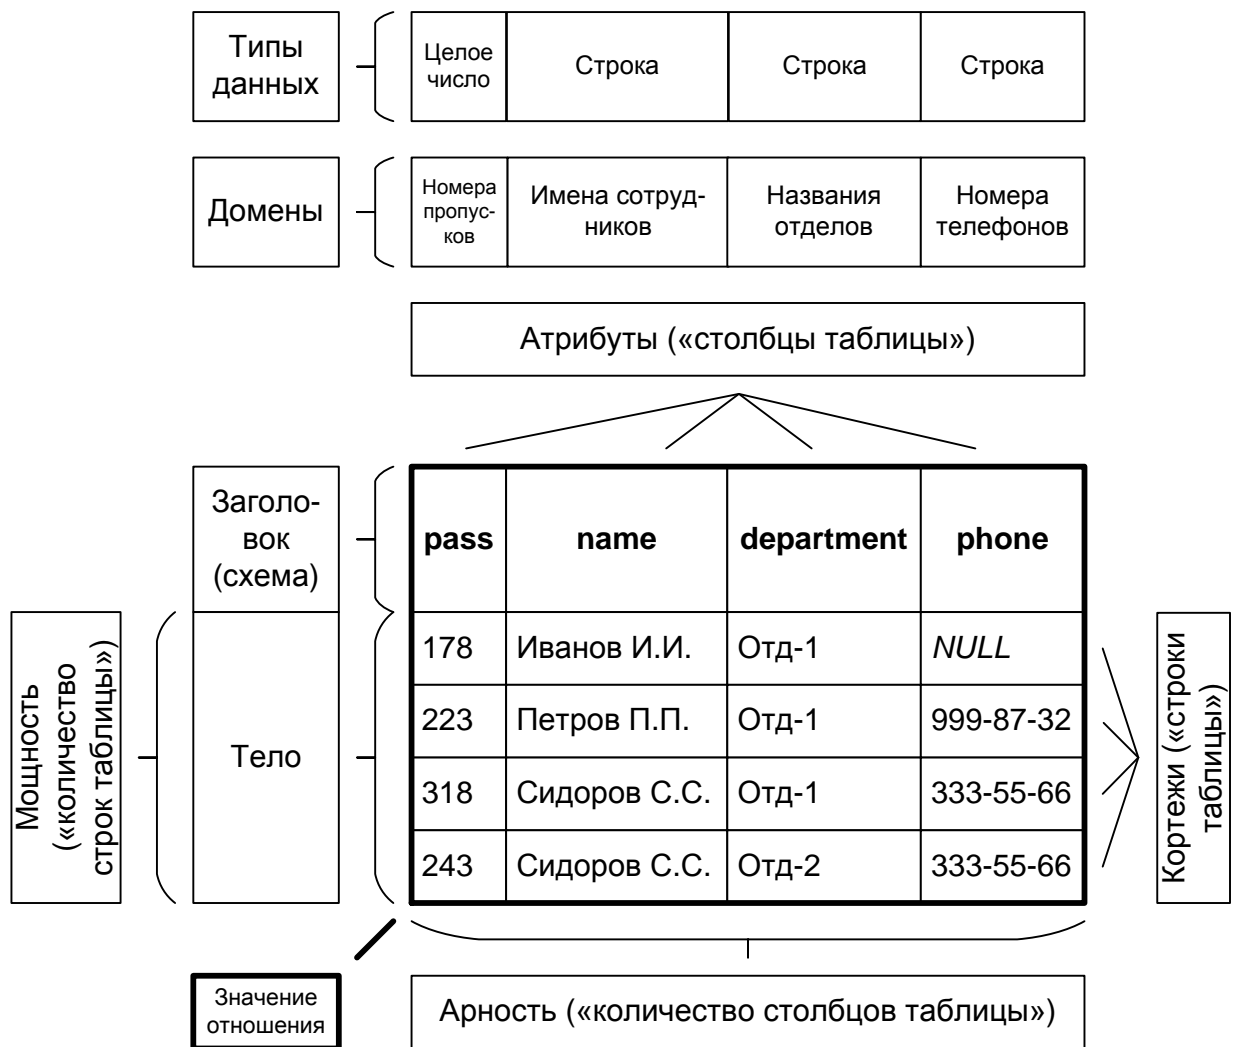 Типы
данных
Целое
число
Строка
Строка
Строка
Домены
Номера
пропус-
ков
Имена сотруд-
ников
Названия
отделов
Номера
телефонов
Атрибуты («столбцы таблицы»)
Заголо-
вок
(схема)
pass
name
department
phone
Мощность
(«количество
строк таблицы»)
Тело
178
Иванов И.И.
Отд-1
NULL
223
Петров П.П.
Отд-1
999-87-32
318
Сидоров С.С.
Отд-1
333-55-66
243
Сидоров С.С.
Отд-2
333-55-66
Кортежи («строки
таблицы»)
Значение
отношения
Арность («количество столбцов таблицы»)